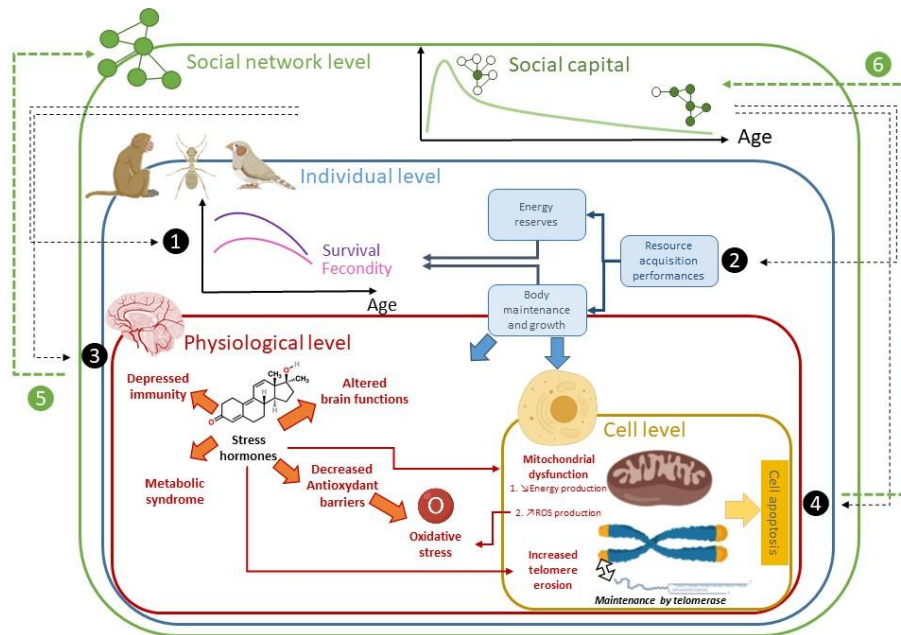 Social network level
Social capital
6
Age
Individual level
Energy
reserves
1
Survival
Fecondity
Resource
acquisition
performances
2
Age
Body
maintenance
and growth
3
Physiological level
5
Depressed
immunity
O
H
CH₃
CH₃
H
H
O
Altered
brain functions
Stress
hormones
Metabolic
syndrome
Decreased
Antioxydant
barriers
O
Oxidative
stress
Cell level
Mitochondrial
dysfunction
1. ↘Energy production
2. ↗ROS production
Increased
telomere
erosion
Maintenance by telomerase
Cell apoptosis
4